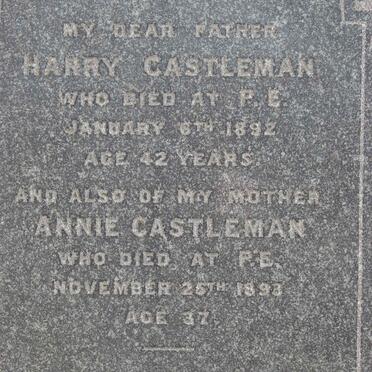 MY DEAR FATHER
HARRY CASTLEMAN
WHO DIED AT P.E.
JANUARY 6TH 1892
AGE 42 YEARS.
AND ALSO OF MY MOTHER
ANNIE CASTLEMAN
WHO DIED AT P.E.
NOVEMBER 25TH 1893
AGE 37